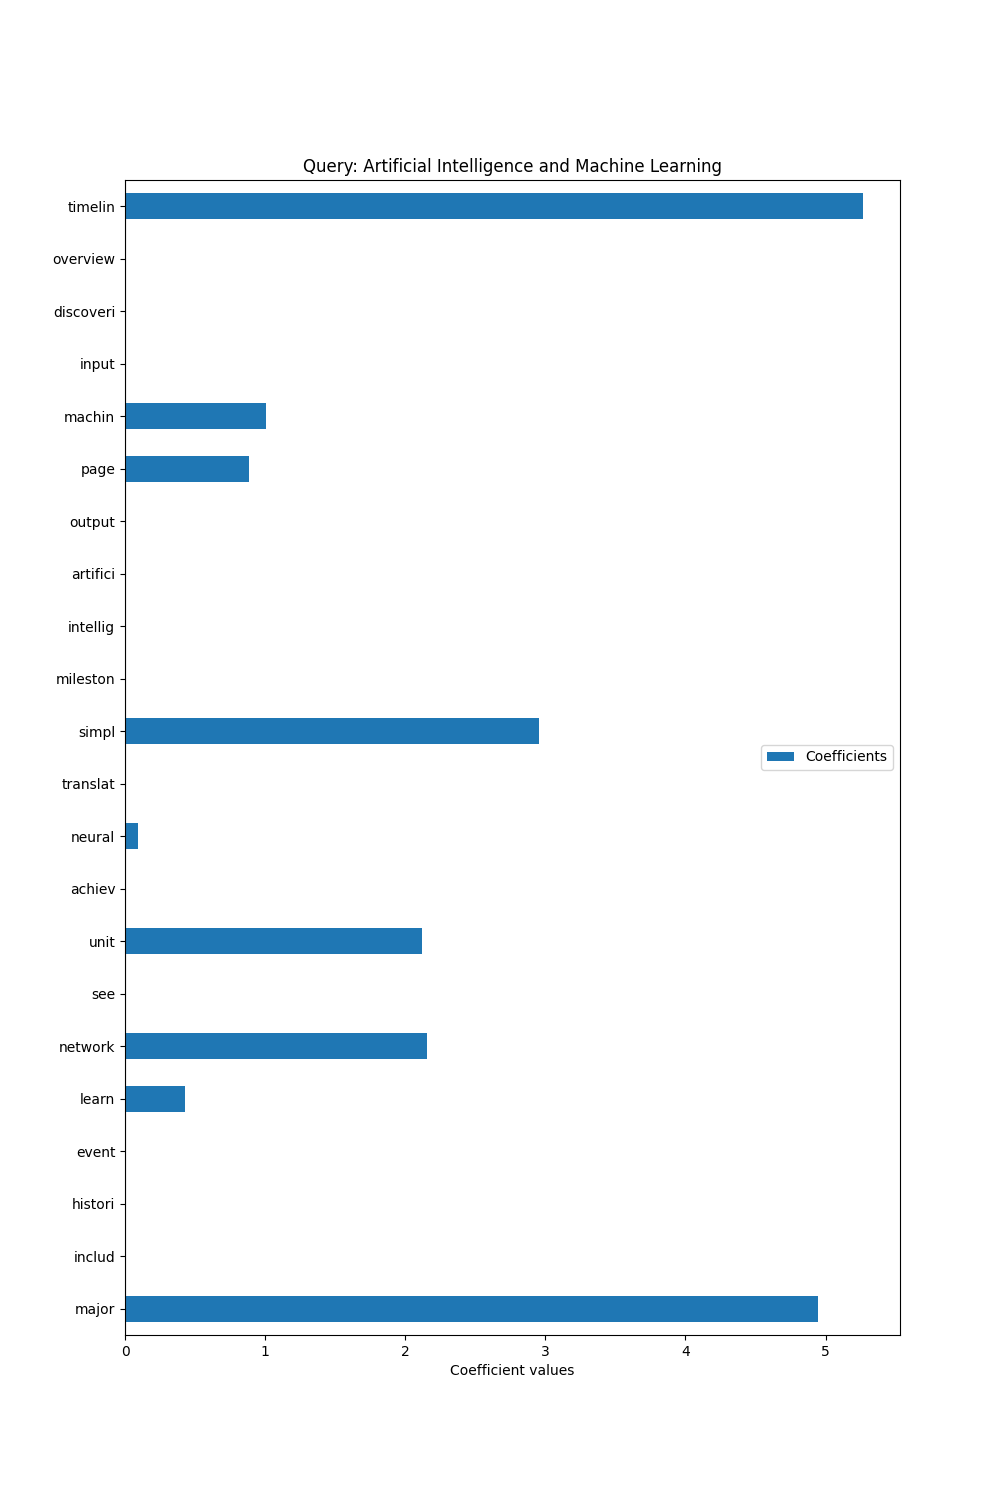 Query: Artificial Intelligence and Machine Learning
timelin
overview
discoveri
input
machin
page
output
artifici
intellig
mileston
simpl
Coefficients
translat
neural
achiev
unit
see
network
learn
event
histori
includ
major
0 1 2 3 4 5
Coefficient values